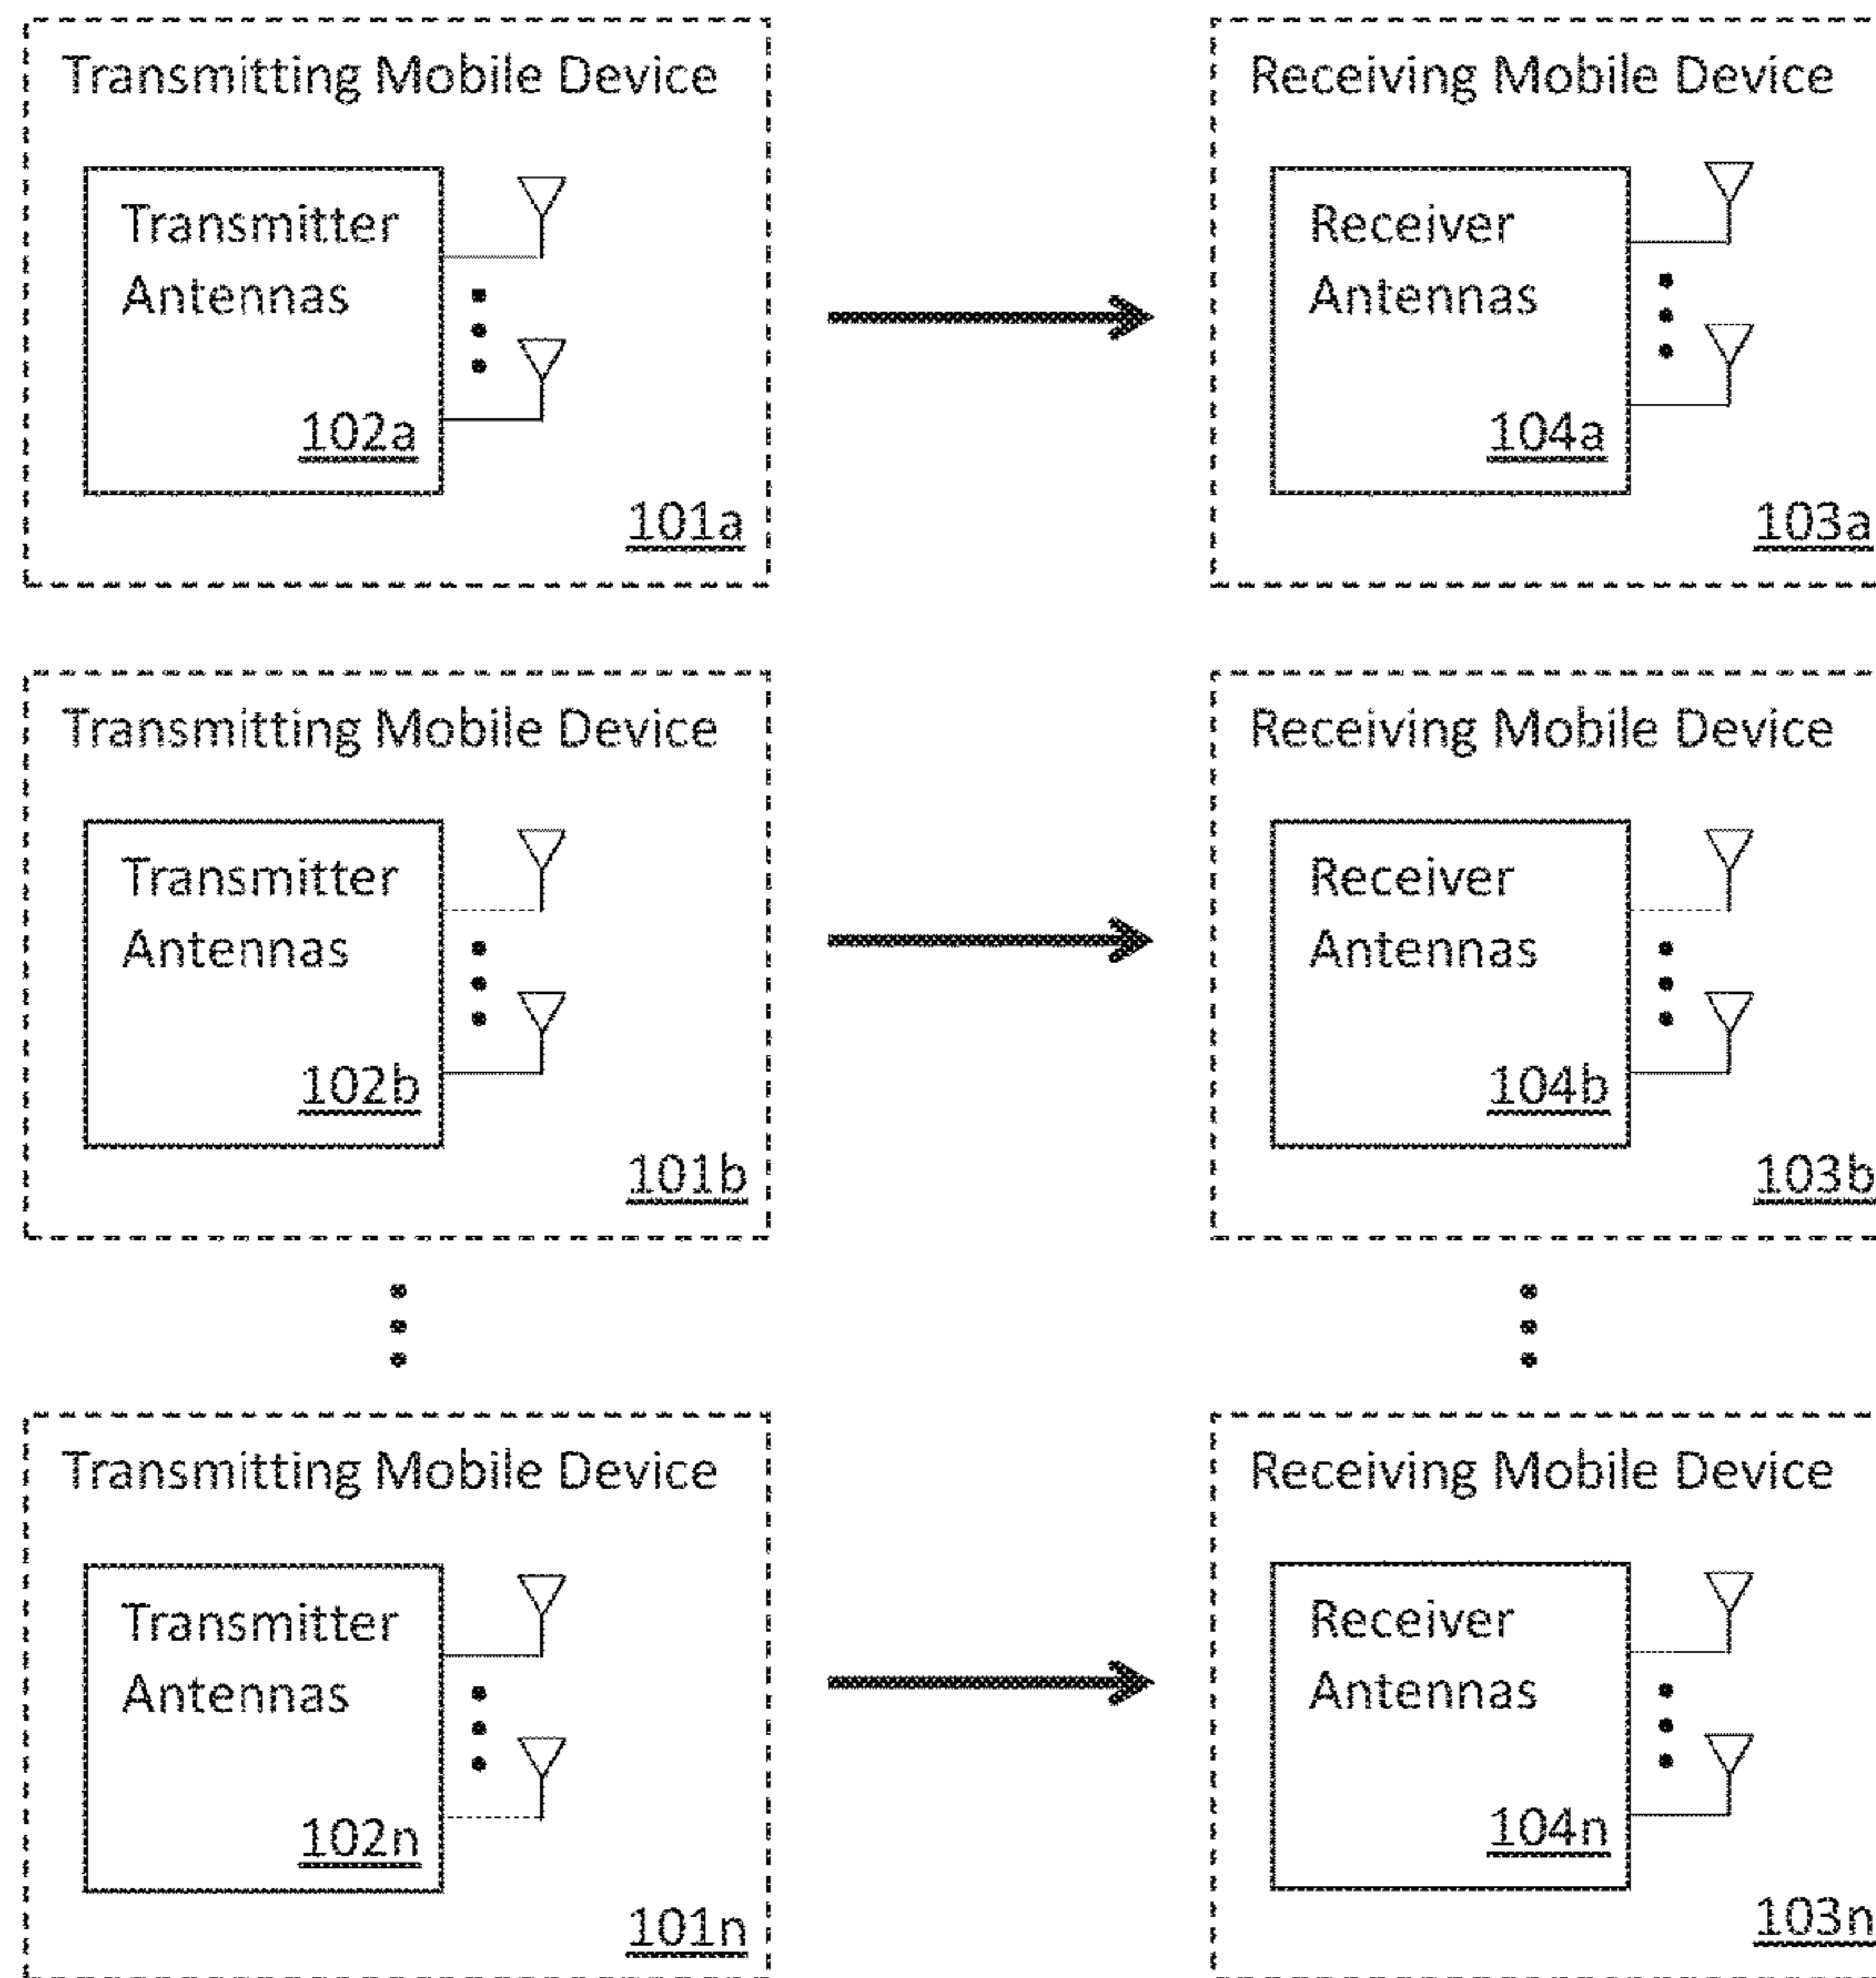 Transmitting Mobile Device
Transmitter
Antennas
102a
101a
Receiving Mobile Device
Receiver
Antennas
104a
103a
Transmitting Mobile Device
Transmitter
Antennas
102b
101b
Receiving Mobile Device
Receiver
Antennas
104b
103b
Transmitting Mobile Device
Transmitter
Antennas
102n
101n
Receiving Mobile Device
Receiver
Antennas
104n
103n